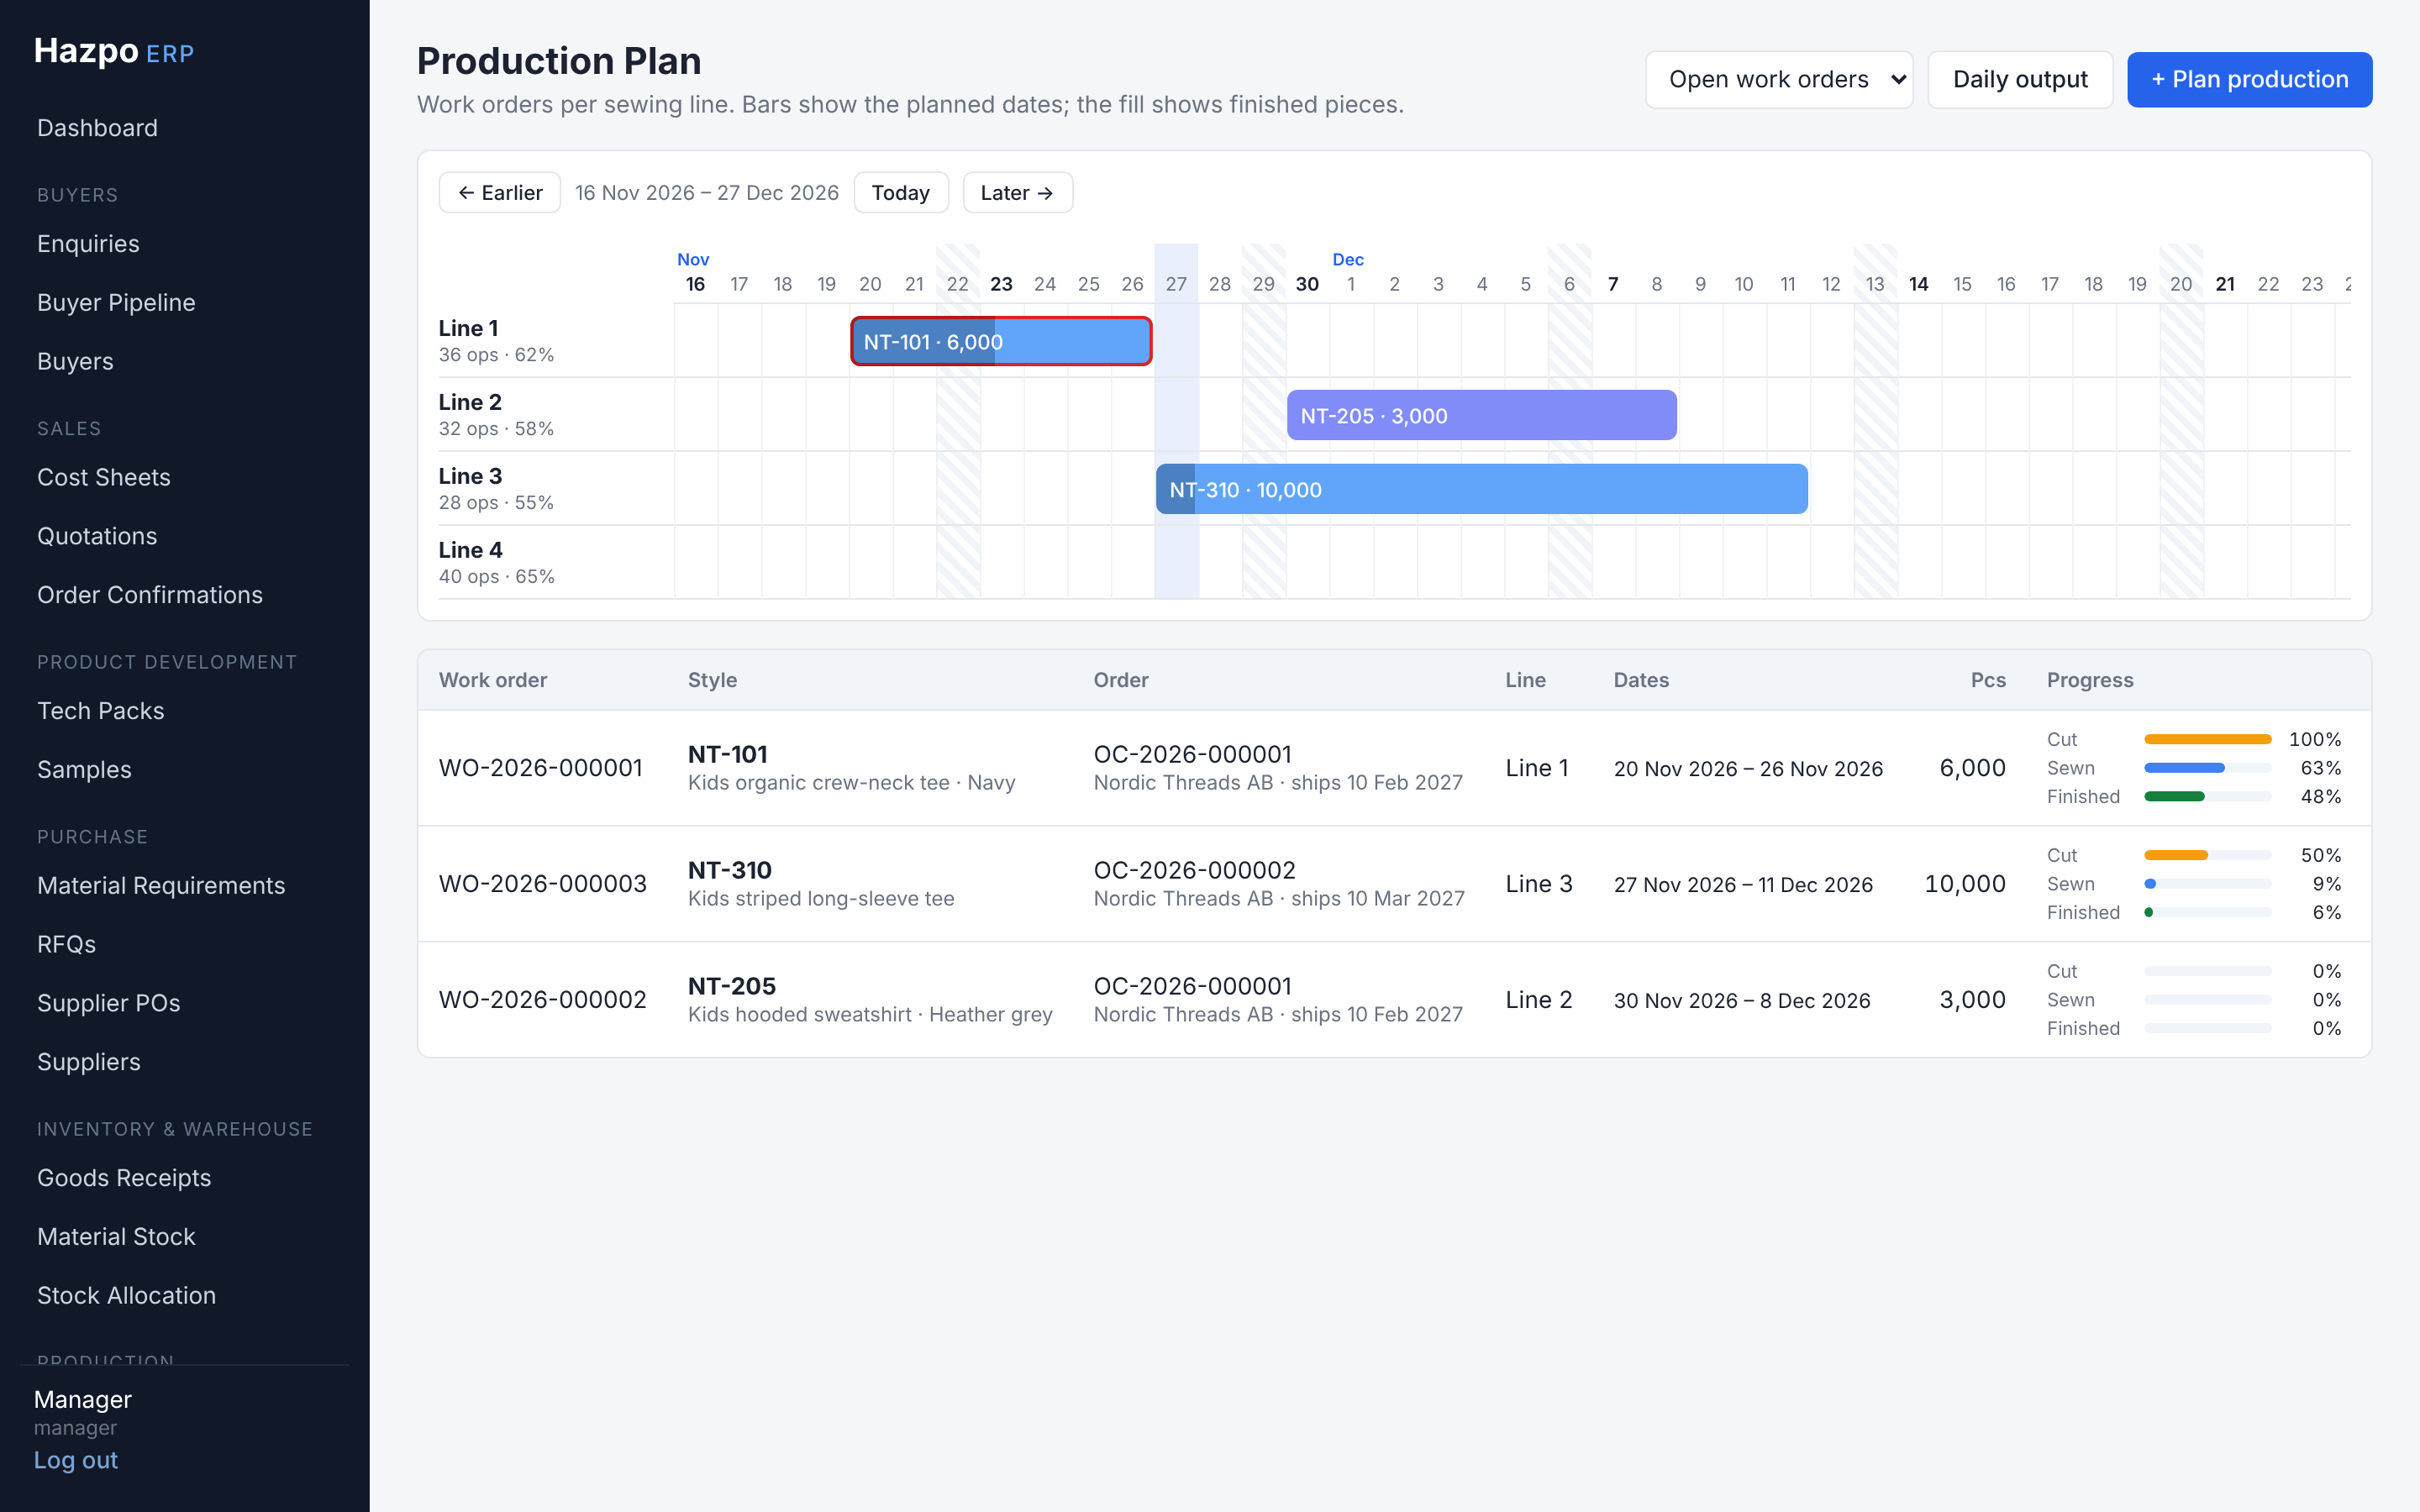 Hazpo ERP
Dashboard
BUYERS
Enquiries
Buyer Pipeline
Buyers
SALES
Cost Sheets
Quotations
Order Confirmations
PRODUCT DEVELOPMENT
Tech Packs
Samples
PURCHASE
Material Requirements
RFQs
Supplier POs
Suppliers
INVENTORY & WAREHOUSE
Goods Receipts
Material Stock
Stock Allocation
PRODUCTION
Manager
manager
Log out
Production Plan
Work orders per sewing line. Bars show the planned dates; the fill shows finished pieces.
Open work orders
Daily output
+ Plan production
← Earlier 16 Nov 2026 – 27 Dec 2026 Today Later →
Nov Dec
16 17 18 19 20 21 22 23 24 25 26 27 28 29 30 1 2 3 4 5 6 7 8 9 10 11 12 13 14 15 16 17 18 19 20 21 22 23
Line 1
36 ops · 62%
NT-101 · 6,000
Line 2
32 ops · 58%
NT-205 · 3,000
Line 3
28 ops · 55%
NT-310 · 10,000
Line 4
40 ops · 65%
Work order Style Order Line Dates Pcs Progress
WO-2026-000001
NT-101
Kids organic crew-neck tee · Navy
OC-2026-000001
Nordic Threads AB · ships 10 Feb 2027
Line 1
20 Nov 2026 – 26 Nov 2026
6,000
Cut 100%
Sewn 63%
Finished 48%
WO-2026-000003
NT-310
Kids striped long-sleeve tee
OC-2026-000002
Nordic Threads AB · ships 10 Mar 2027
Line 3
27 Nov 2026 – 11 Dec 2026
10,000
Cut 50%
Sewn 9%
Finished 6%
WO-2026-000002
NT-205
Kids hooded sweatshirt · Heather grey
OC-2026-000001
Nordic Threads AB · ships 10 Feb 2027
Line 2
30 Nov 2026 – 8 Dec 2026
3,000
Cut 0%
Sewn 0%
Finished 0%